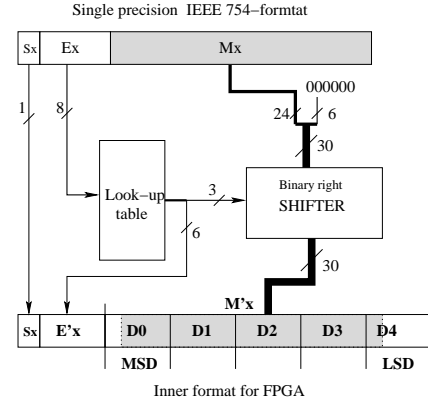 Single precision IEEE 754-formtat
Sx Ex Mx
000000
1 8 24 6
30
Look-up
table
3
6
Binary right
SHIFTER
30
M'x
Sx E'x D0 D1 D2 D3 D4
MSD LSD
Inner format for FPGA